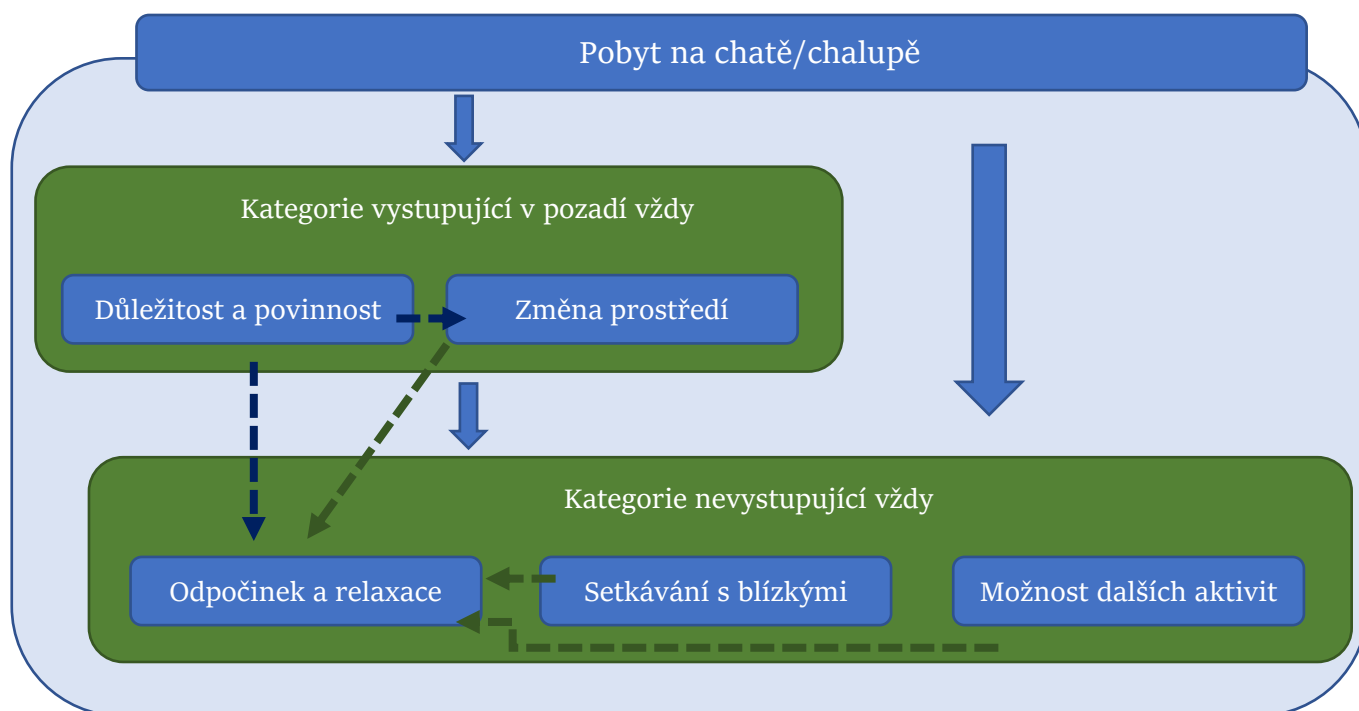 Pobyt na chatě/chalupě
Kategorie vystupující v pozadí vždy
Důležitost a povinnost
Změna prostředí
Kategorie nevystupující vždy
Odpočinek a relaxace
Setkávání s blízkými
Možnost dalších aktivit